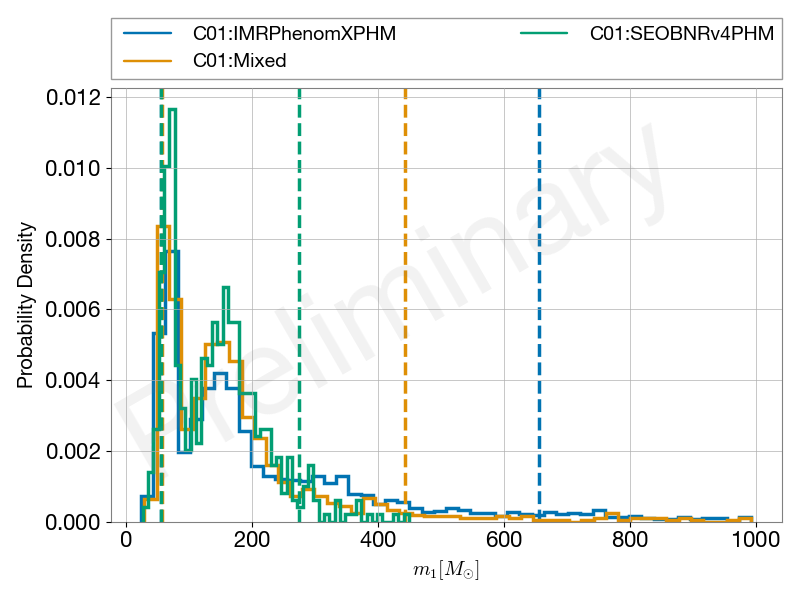 C01:IMRPhenomXPHM
C01:Mixed
C01:SEOBNRv4PHM
0.012
0.010
0.008
0.006
0.004
0.002
0.000
Probability Density
Preliminary
0 200 400 600 800 1000
m₁[M⊙]